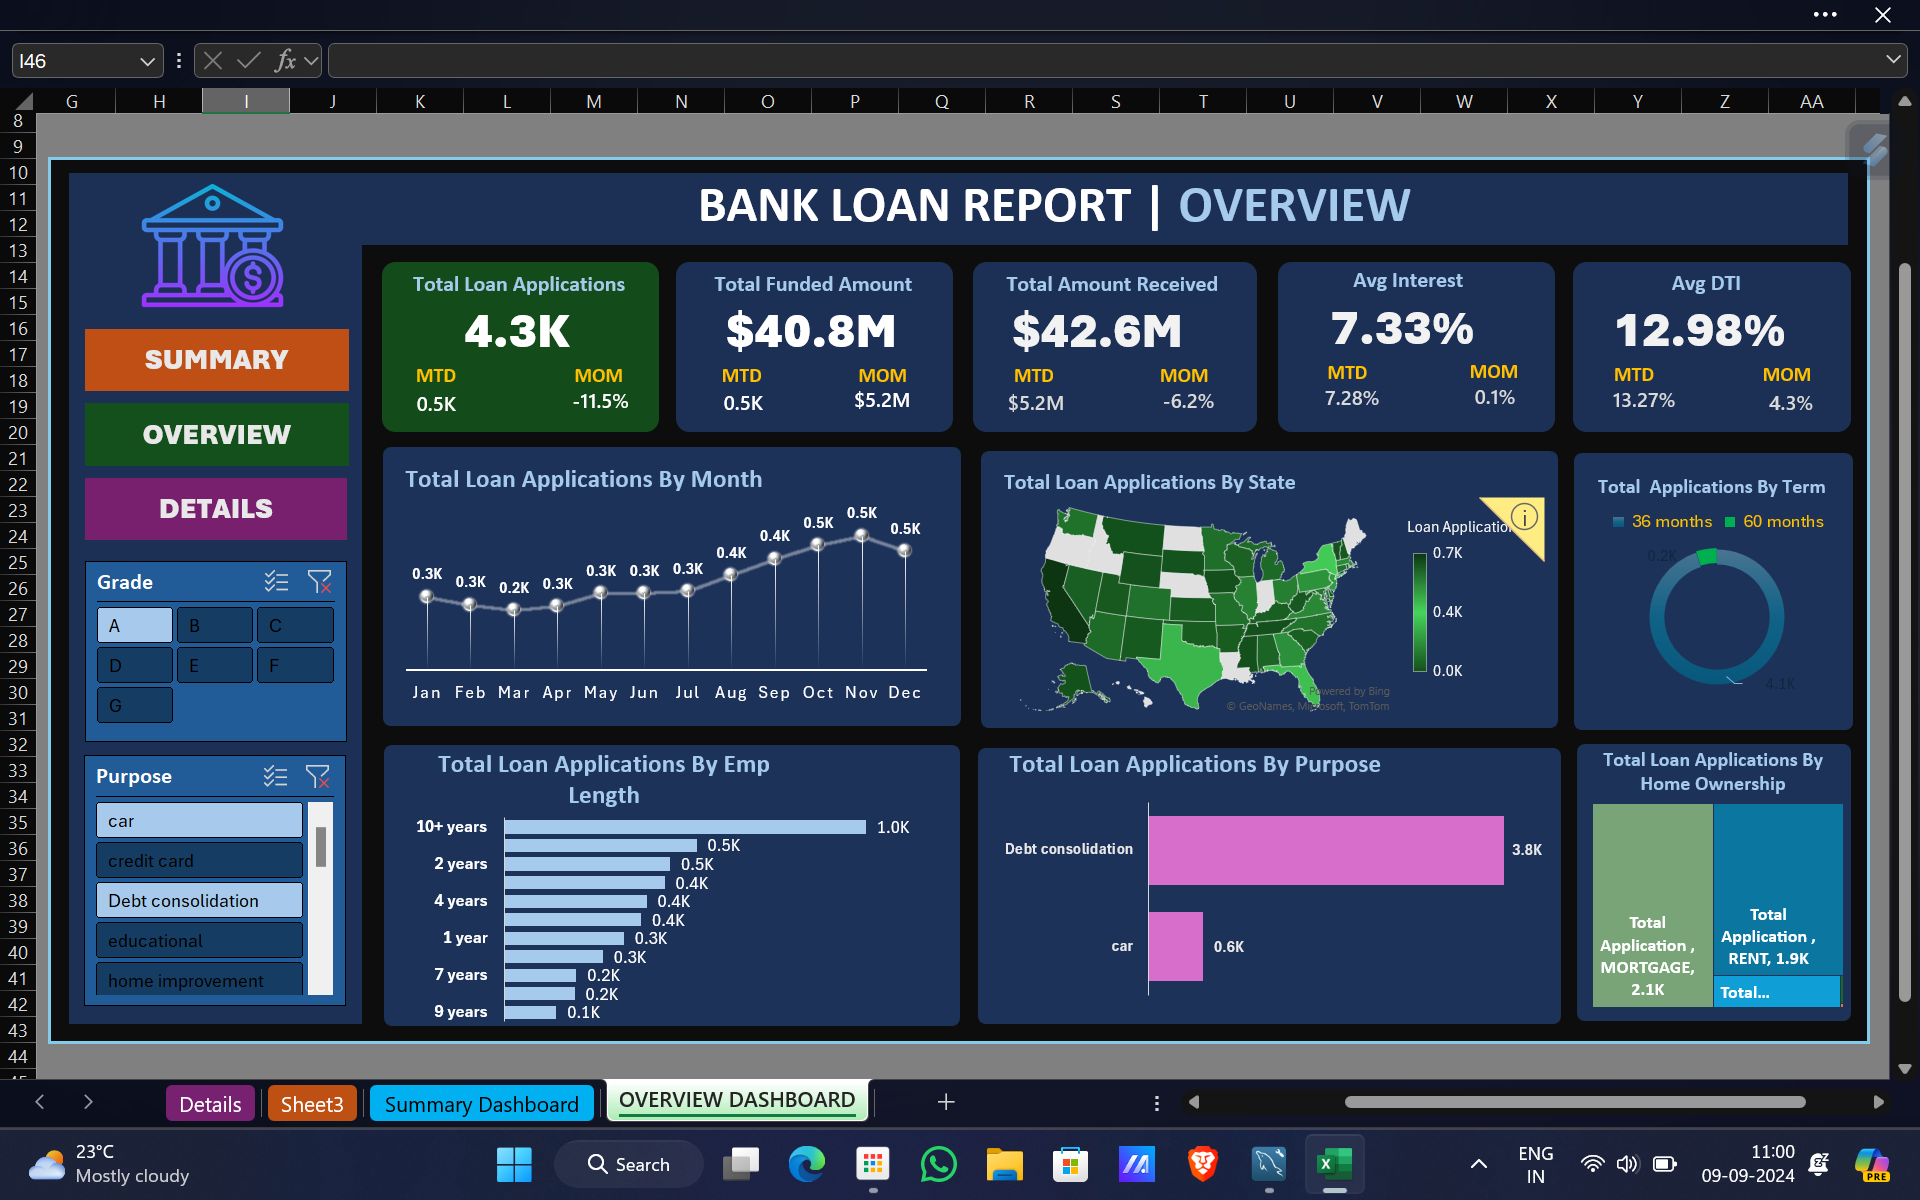 I46
fx
G H I J K L M N O P Q R S T U V W X Y Z AA
8
9
10
11
12
13
14
15
16
17
18
19
20
21
22
23
24
25
26
27
28
29
30
31
32
33
34
35
36
37
38
39
40
41
42
43
44
BANK LOAN REPORT | OVERVIEW
SUMMARY
OVERVIEW
DETAILS
Grade
A B C
D E F
G
Purpose
car
credit card
Debt consolidation
educational
home improvement
Total Loan Applications
4.3K
MTD MOM
0.5K -11.5%
Total Funded Amount
$40.8M
MTD MOM
0.5K $5.2M
Total Amount Received
$42.6M
MTD MOM
$5.2M -6.2%
Avg Interest
7.33%
MTD MOM
7.28% 0.1%
Avg DTI
12.98%
MTD MOM
13.27% 4.3%
Total Loan Applications By Month
0.3K 0.3K 0.2K 0.3K 0.3K 0.3K 0.3K 0.4K 0.4K 0.5K 0.5K 0.5K
Jan Feb Mar Apr May Jun Jul Aug Sep Oct Nov Dec
Total Loan Applications By State
Loan Applicatio
0.7K
0.4K
0.0K
Powered by Bing
© GeoNames, Microsoft, TomTom
Total Applications By Term
36 months 60 months
0.2K
4.1K
Total Loan Applications By Emp
Length
10+ years 1.0K
0.5K
2 years 0.5K
0.4K
4 years 0.4K
0.4K
1 year 0.3K
0.3K
7 years 0.2K
0.2K
9 years 0.1K
Total Loan Applications By Purpose
Debt consolidation 3.8K
car 0.6K
Total Loan Applications By
Home Ownership
Total
Application ,
MORTGAGE,
2.1K
Total
Application ,
RENT, 1.9K
Total...
Details
Sheet3
Summary Dashboard
OVERVIEW DASHBOARD
23°C
Mostly cloudy
Search
ENG
IN
11:00
09-09-2024
PRE